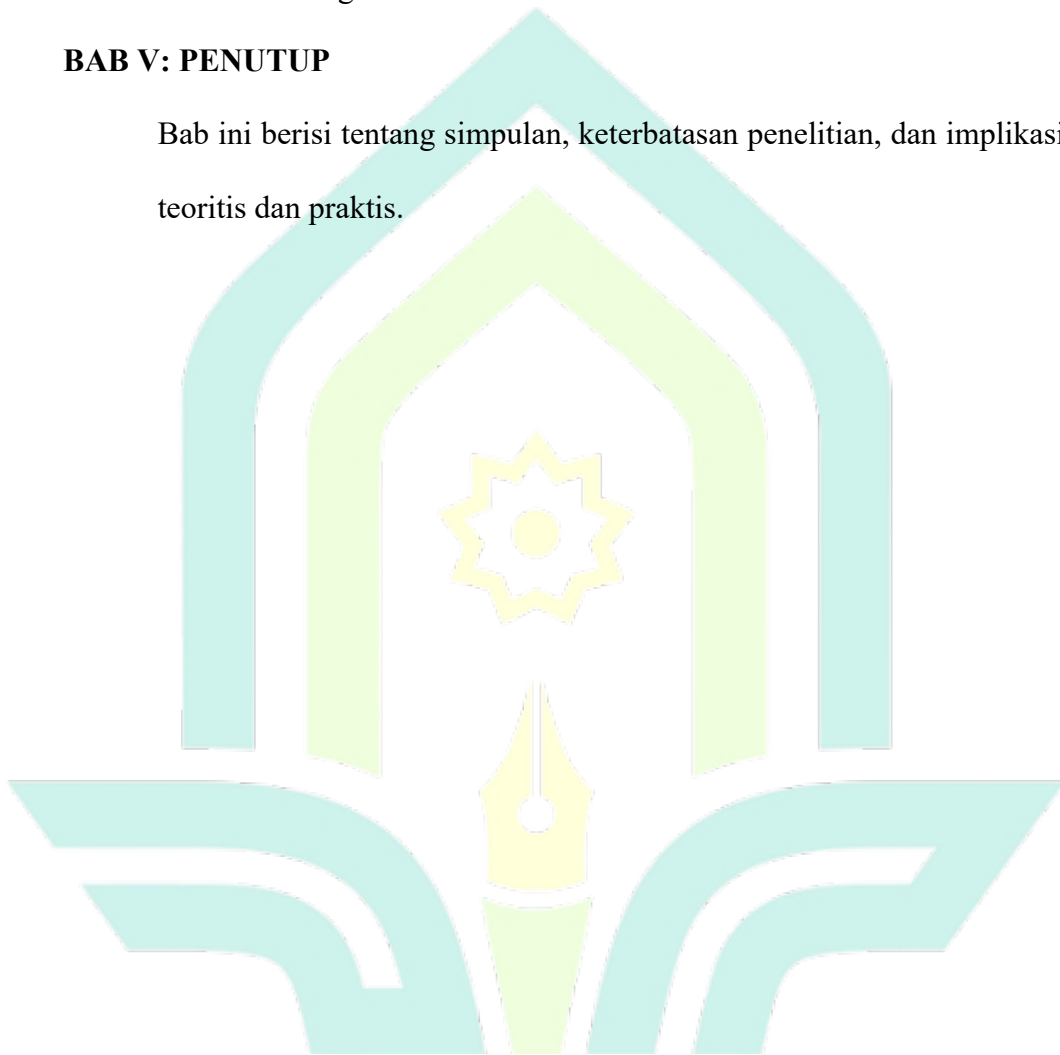 BAB V: PENUTUP
Bab ini berisi tentang simpulan, keterbatasan penelitian, dan implikasi
teoritis dan praktis.